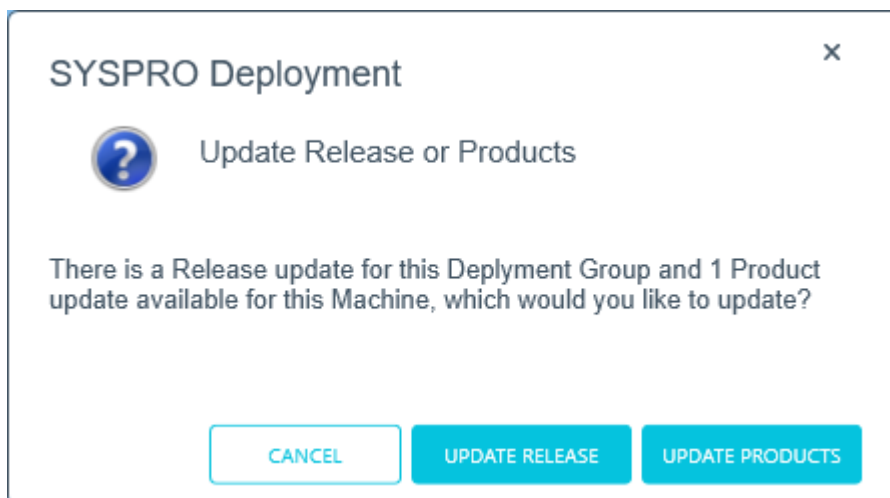 SYSPRO Deployment
Update Release or Products
There is a Release update for this Deplyment Group and 1 Product
update available for this Machine, which would you like to update?
CANCEL
UPDATE RELEASE
UPDATE PRODUCTS